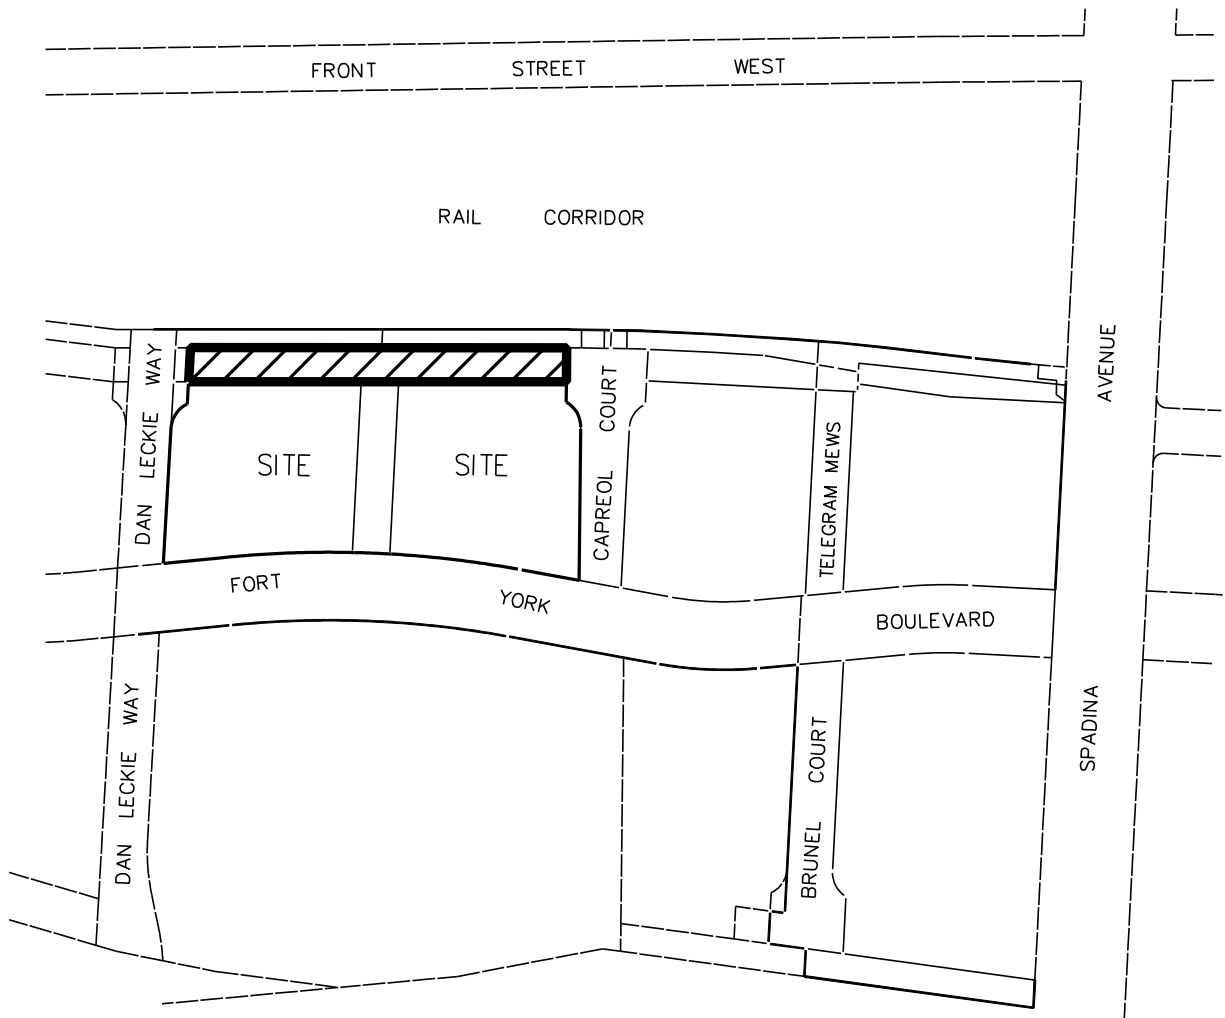 FRONT STREET WEST
RAIL CORRIDOR
DAN LECKIE WAY
SITE
SITE
CAPREOL COURT
TELEGRAM MEWS
SPADINA AVENUE
FORT YORK BOULEVARD
DAN LECKIE WAY
BRUNEL COURT